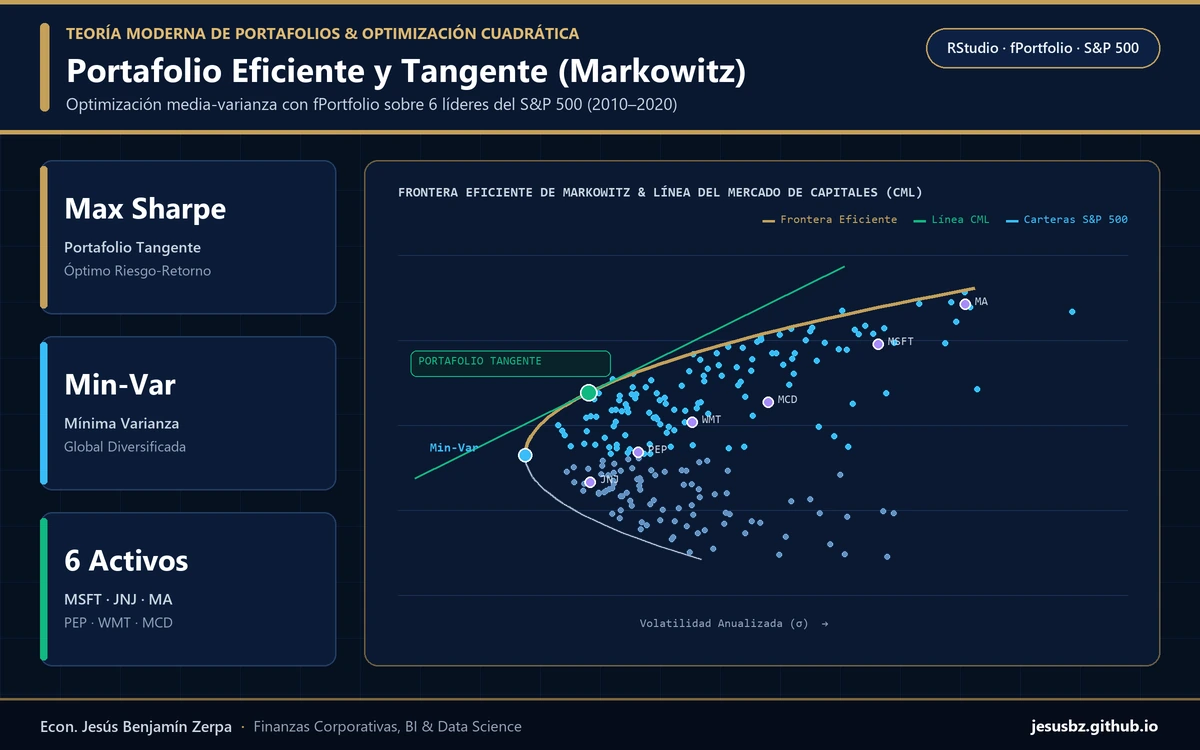 TEORÍA MODERNA DE PORTAFOLIOS & OPTIMIZACIÓN CUADRÁTICA
Portafolio Eficiente y Tangente (Markowitz)
Optimización media-varianza con fPortfolio sobre 6 líderes del S&P 500 (2010–2020)
RStudio · fPortfolio · S&P 500
Max Sharpe
Portafolio Tangente
Óptimo Riesgo-Retorno
Min-Var
Mínima Varianza
Global Diversificada
6 Activos
MSFT · JNJ · MA
PEP · WMT · MCD
FRONTERA EFICIENTE DE MARKOWITZ & LÍNEA DEL MERCADO DE CAPITALES (CML)
Frontera Eficiente
Línea CML
Carteras S&P 500
MA
MSFT
PORTAFOLIO TANGENTE
MCD
WMT
Min-Var
PEP
JNJ
Volatilidad Anualizada (σ) →
Econ. Jesús Benjamín Zerpa · Finanzas Corporativas, BI & Data Science
jesusbz.github.io